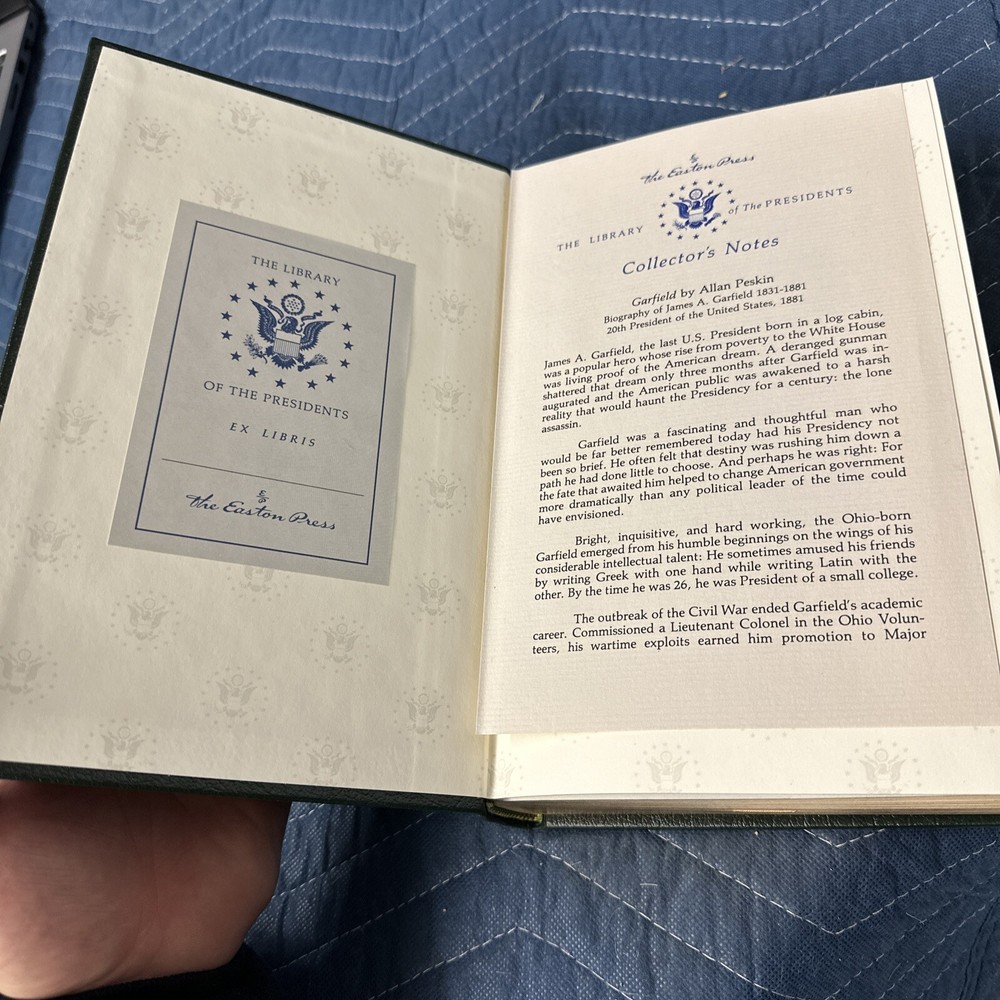 THE LIBRARY
OF THE PRESIDENTS
EX LIBRIS
The Easton Press
The Easton Press
THE LIBRARY of The PRESIDENTS
Collector's Notes
Garfield by Allan Peskin
Biography of James A. Garfield 1831-1881
20th President of the United States, 1881
James A. Garfield, the last U.S. President born in a log cabin,
was a popular hero whose rise from poverty to the White House
was living proof of the American dream. A deranged gunman
shattered that dream only three months after Garfield was in-
augurated and the American public was awakened to a harsh
reality that would haunt the Presidency for a century: the lone
assassin.
Garfield was a fascinating and thoughtful man who
would be far better remembered today had his Presidency not
been so brief. He often felt that destiny was rushing him down a
path he had done little to choose. And perhaps he was right: For
the fate that awaited him helped to change American government
more dramatically than any political leader of the time could
have envisioned.
Bright, inquisitive, and hard working, the Ohio-born
Garfield emerged from his humble beginnings on the wings of his
considerable intellectual talent: He sometimes amused his friends
by writing Greek with one hand while writing Latin with the
other. By the time he was 26, he was President of a small college.
The outbreak of the Civil War ended Garfield's academic
career. Commissioned a Lieutenant Colonel in the Ohio Volun-
teers, his wartime exploits earned him promotion to Major